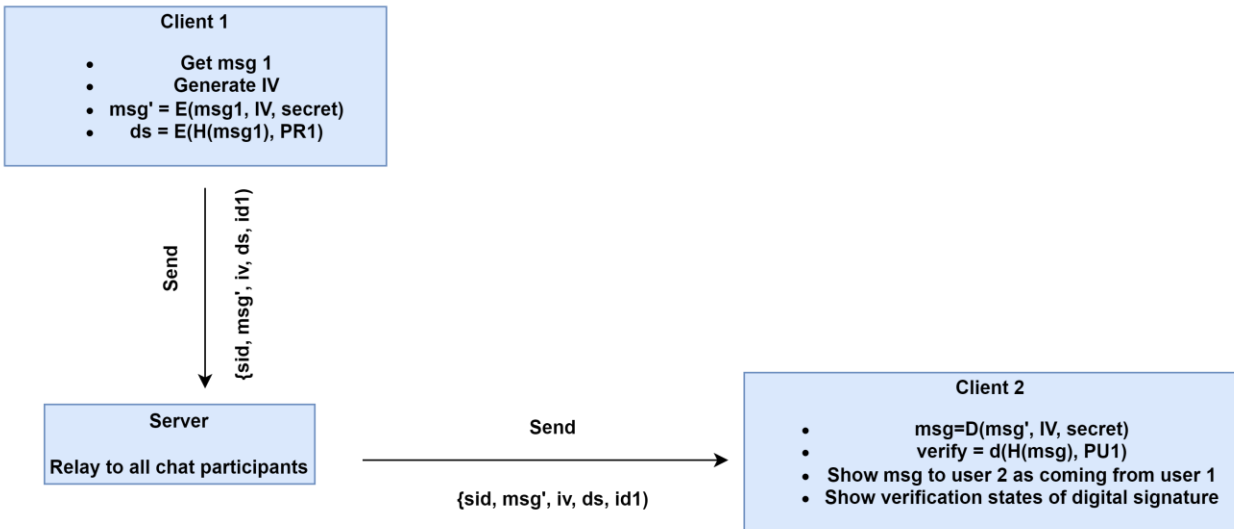 Client 1
• Get msg 1
• Generate IV
• msg' = E(msg1, IV, secret)
• ds = E(H(msg1), PR1)
Send
{sid, msg', iv, ds, id1)
Server
Relay to all chat participants
Send
{sid, msg', iv, ds, id1)
Client 2
• msg=D(msg', IV, secret)
• verify = d(H(msg), PU1)
• Show msg to user 2 as coming from user 1
• Show verification states of digital signature